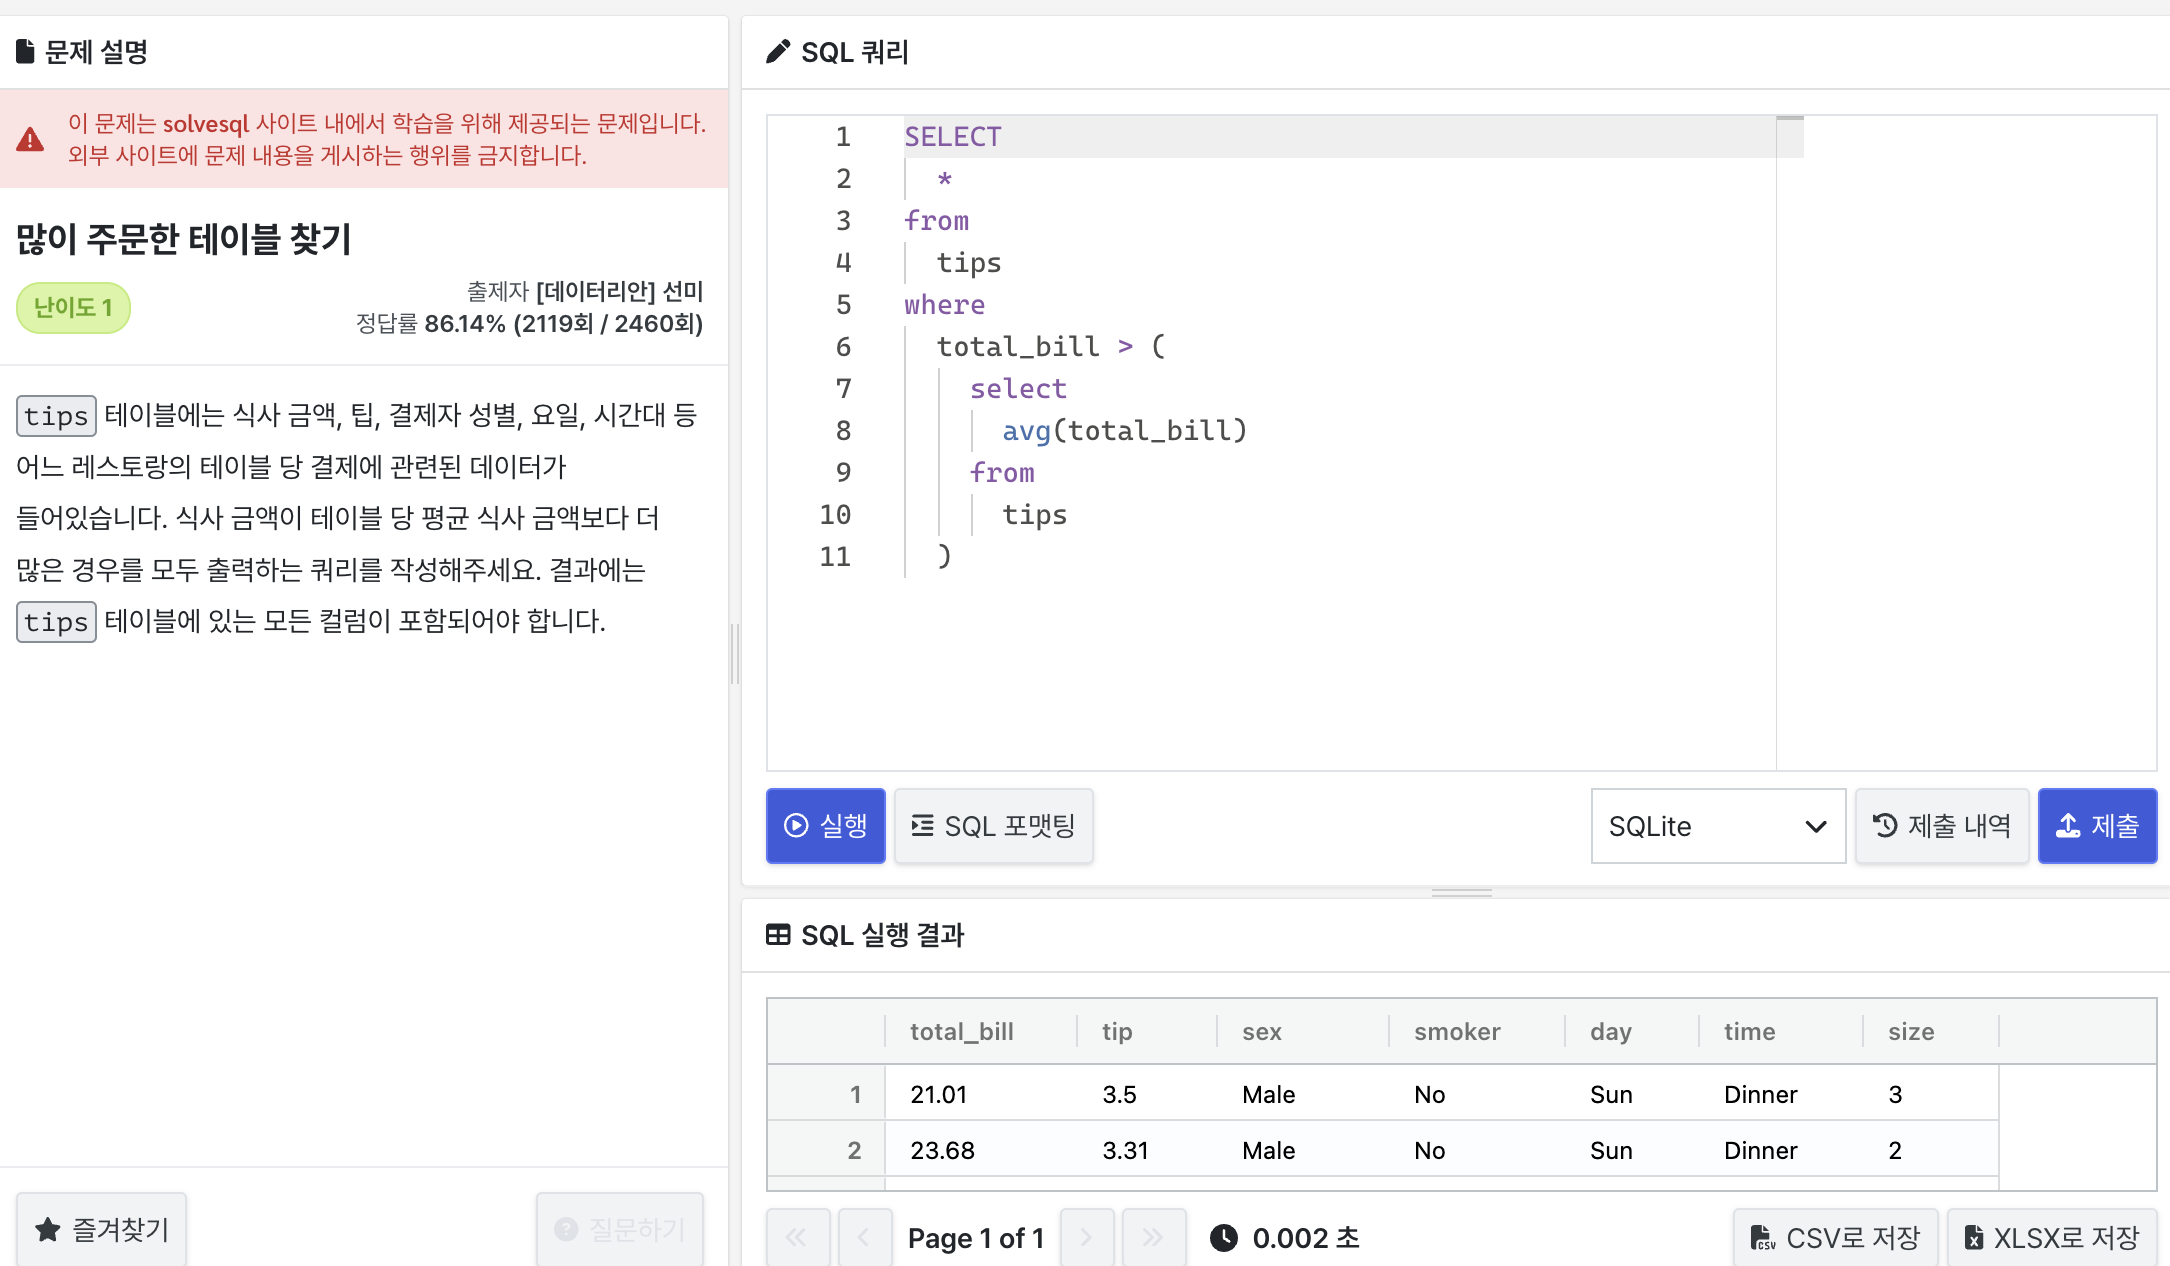 문제 설명
이 문제는 solvesql 사이트 내에서 학습을 위해 제공되는 문제입니다.
외부 사이트에 문제 내용을 게시하는 행위를 금지합니다.
많이 주문한 테이블 찾기
난이도 1
출제자 [데이터리안] 선미
정답률 86.14% (2119회 / 2460회)
tips 테이블에는 식사 금액, 팁, 결제자 성별, 요일, 시간대 등
어느 레스토랑의 테이블 당 결제에 관련된 데이터가
들어있습니다. 식사 금액이 테이블 당 평균 식사 금액보다 더
많은 경우를 모두 출력하는 쿼리를 작성해주세요. 결과에는
tips 테이블에 있는 모든 컬럼이 포함되어야 합니다.
즐겨찾기
질문하기
SQL 쿼리
1 SELECT
2 *
3 from
4 tips
5 where
6 total_bill > (
7 select
8 avg(total_bill)
9 from
10 tips
11 )
실행
SQL 포맷팅
SQLite
제출 내역
제출
SQL 실행 결과
total_bill tip sex smoker day time size
1 21.01 3.5 Male No Sun Dinner 3
2 23.68 3.31 Male No Sun Dinner 2
Page 1 of 1
0.002 초
CSV로 저장
XLSX로 저장